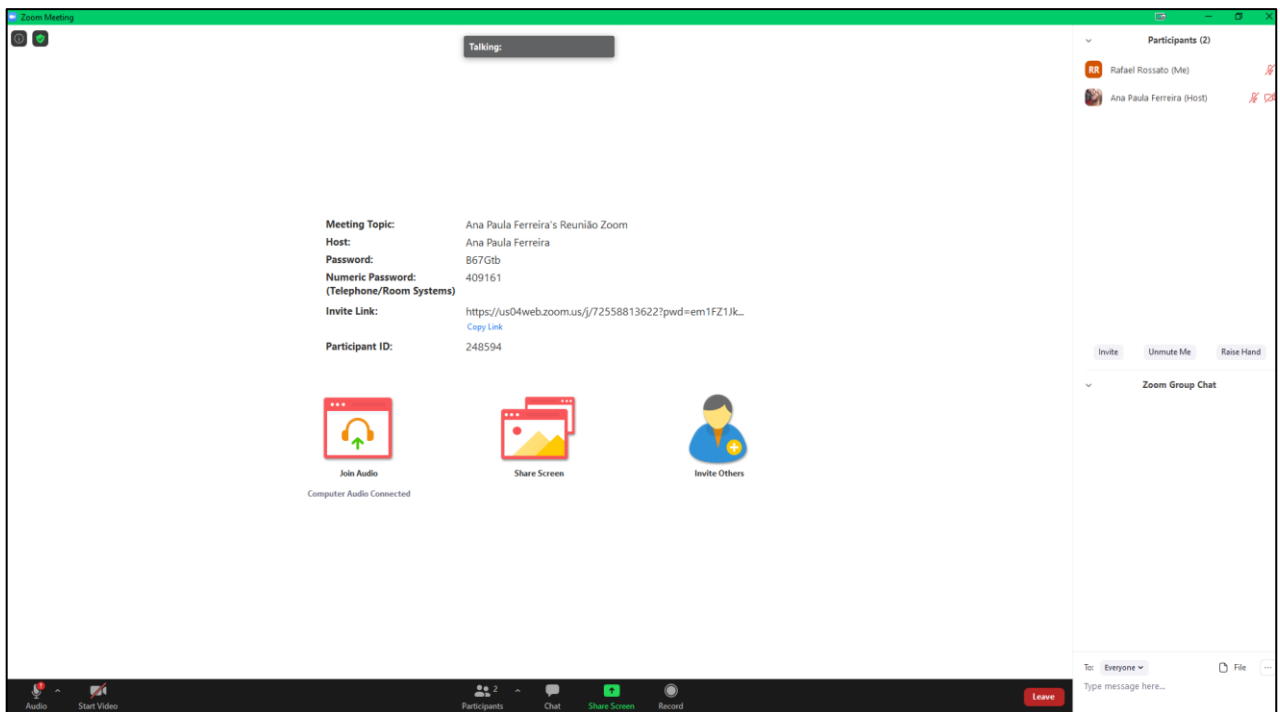 Zoom Meeting
Talking:
Meeting Topic: Ana Paula Ferreira's Reunião Zoom
Host: Ana Paula Ferreira
Password: B67Gtb
Numeric Password: 409161
(Telephone/Room Systems)
Invite Link: https://us04web.zoom.us/j/72558813622?pwd=em1FZ1Jk...
Copy Link
Participant ID: 248594
Join Audio Share Screen Invite Others
Computer Audio Connected
Participants (2)
RR Rafael Rossato (Me)
Ana Paula Ferreira (Host)
Invite Unmute Me Raise Hand
Zoom Group Chat
To: Everyone File ...
Type message here...
2
Audio Start Video Participants Chat Share Screen Record Leave